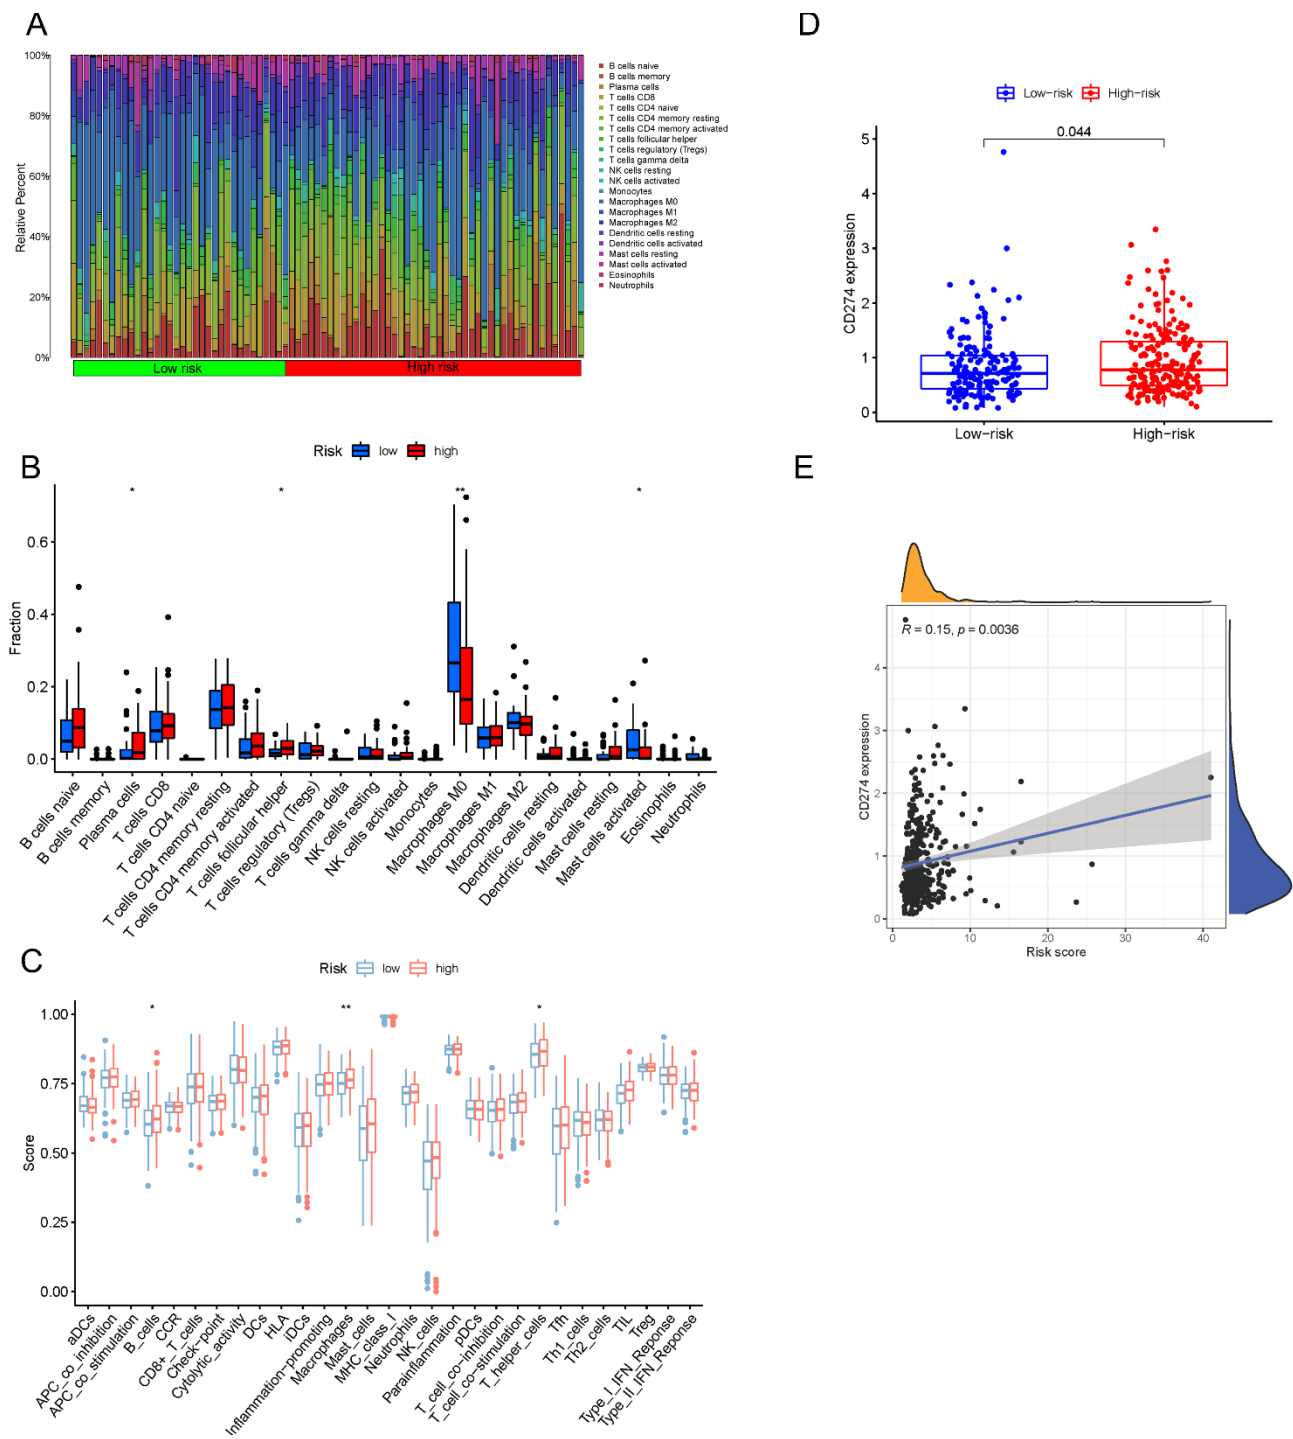 A
100%
80%
60%
40%
20%
0%
Relative Percent
Low risk
High risk
B cells naive
B cells memory
Plasma cells
T cells CD8
T cells CD4 naive
T cells CD4 memory resting
T cells CD4 memory activated
T cells follicular helper
T cells regulatory (Tregs)
T cells gamma delta
NK cells resting
NK cells activated
Monocytes
Macrophages M0
Macrophages M1
Macrophages M2
Dendritic cells resting
Dendritic cells activated
Mast cells resting
Mast cells activated
Eosinophils
Neutrophils
D
Low-risk High-risk
0.044
5
4
3
2
1
0
CD274 expression
Low-risk High-risk
B
Risk low high
* * ** *
0.6
0.4
0.2
0.0
Fraction
B cells naive
B cells memory
Plasma cells
T cells CD8
T cells CD4 naive
T cells CD4 memory resting
T cells CD4 memory activated
T cells follicular helper
T cells regulatory (Tregs)
T cells gamma delta
NK cells resting
NK cells activated
Monocytes
Macrophages M0
Macrophages M1
Macrophages M2
Dendritic cells resting
Dendritic cells activated
Mast cells resting
Mast cells activated
Eosinophils
Neutrophils
E
R = 0.15, p = 0.0036
4
3
2
1
0
CD274 expression
0 10 20 30 40
Risk score
C
Risk low high
* ** *
1.00
0.75
0.50
0.25
0.00
Score
aDCs
APC_co_inhibition
APC_co_stimulation
B_cells
CCR
CD8+_T_cells
Check-point
Cytolytic_activity
DCs
HLA
iDCs
Inflammation-promoting
Macrophages
Mast_cells
MHC_class_I
Neutrophils
NK_cells
Parainflammation
pDCs
T_cell_co-inhibition
T_cell_co-stimulation
T_helper_cells
Tfh
Th1_cells
Th2_cells
TIL
Treg
Type_I_IFN_Reponse
Type_II_IFN_Reponse